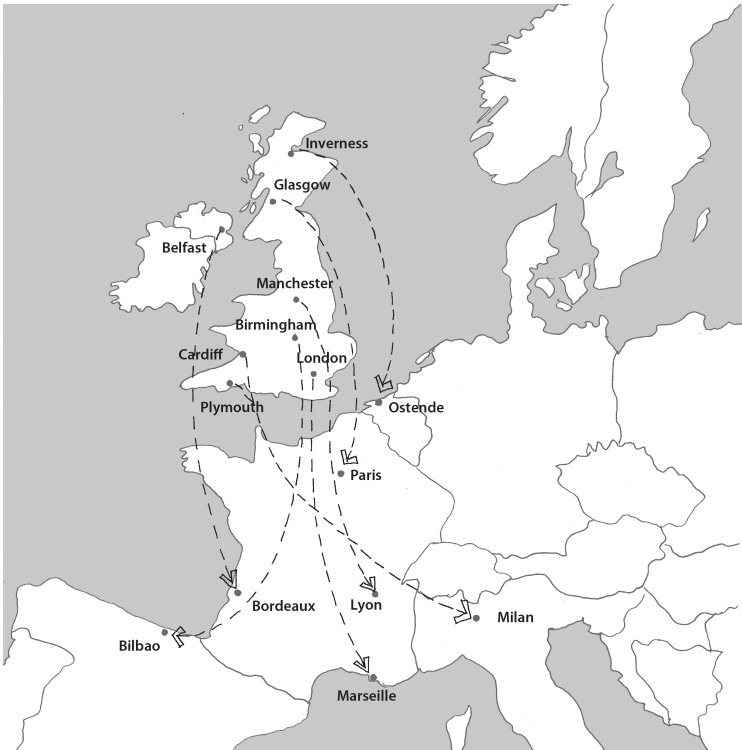 Inverness
Glasgow
Belfast
Manchester
Birmingham
Cardiff
London
Plymouth
Ostende
Paris
Bordeaux
Lyon
Milan
Bilbao
Marseille